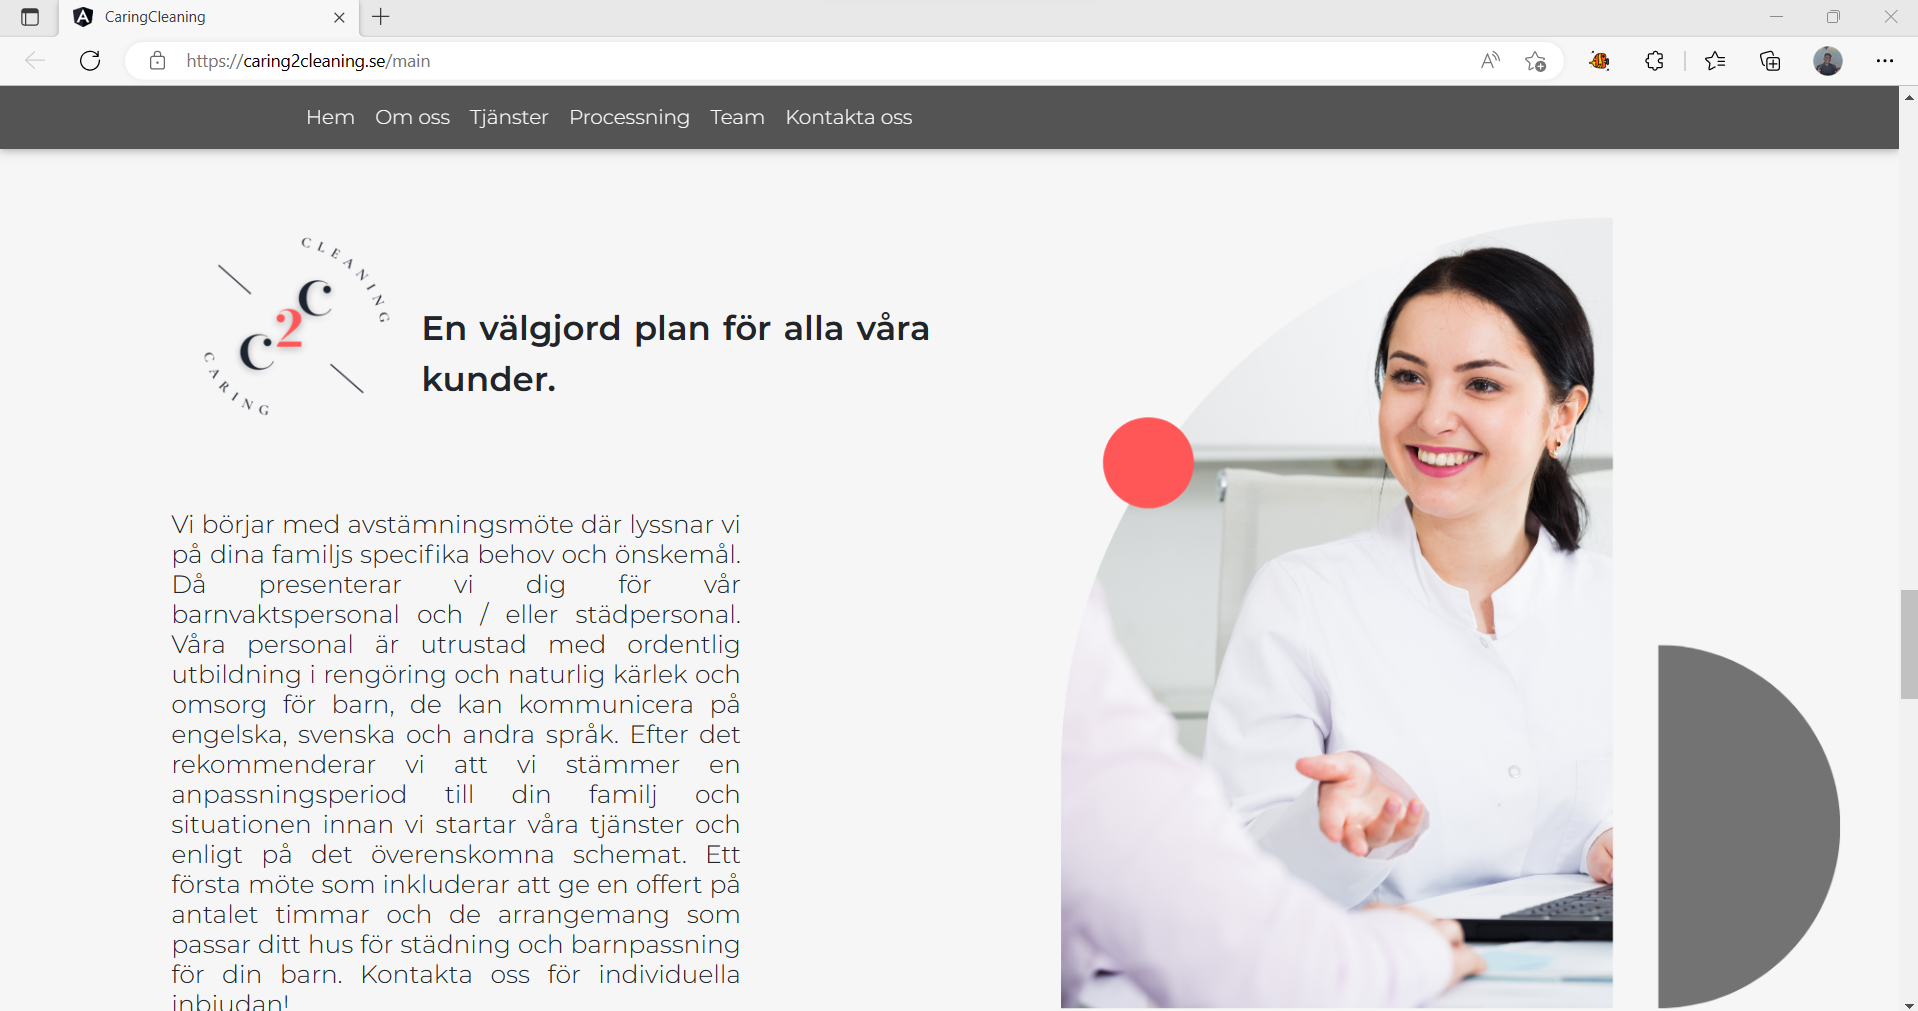 CaringCleaning
https://caring2cleaning.se/main
Hem Om oss Tjänster Processning Team Kontakta oss
CLEANING
C2C
CARING
En välgjord plan för alla våra
kunder.
Vi börjar med avstämningsmöte där lyssnar vi
på dina familjs specifika behov och önskemål.
Då presenterar vi dig för vår
barnvaktspersonal och / eller städpersonal.
Våra personal är utrustad med ordentlig
utbildning i rengöring och naturlig kärlek och
omsorg för barn, de kan kommunicera på
engelska, svenska och andra språk. Efter det
rekommenderar vi att vi stämmer en
anpassningsperiod till din familj och
situationen innan vi startar våra tjänster och
enligt på det överenskomna schemat. Ett
första möte som inkluderar att ge en offert på
antalet timmar och de arrangemang som
passar ditt hus för städning och barnpassning
för din barn. Kontakta oss för individuella
inbjudan!